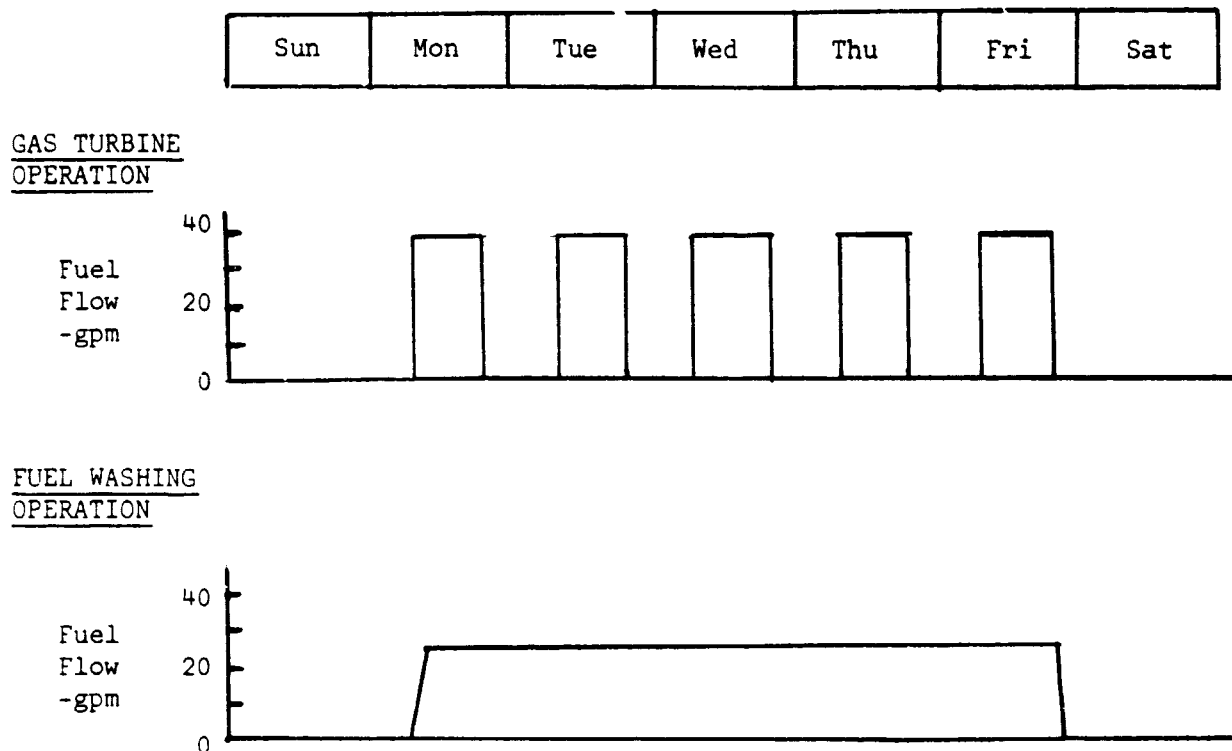 Sun Mon Tue Wed Thu Fri Sat
GAS TURBINE
OPERATION
40
Fuel
Flow 20
-gpm
0
FUEL WASHING
OPERATION
40
Fuel
Flow 20
-gpm
0